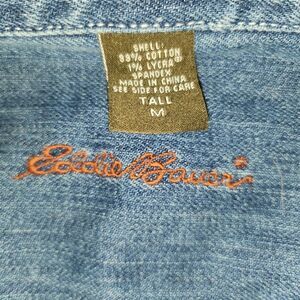 SHELL:
99% COTTON
1% LYCRA®
SPANDEX
MADE IN CHINA
SEE SIDE FOR CARE
TALL
M
Eddie Bauer